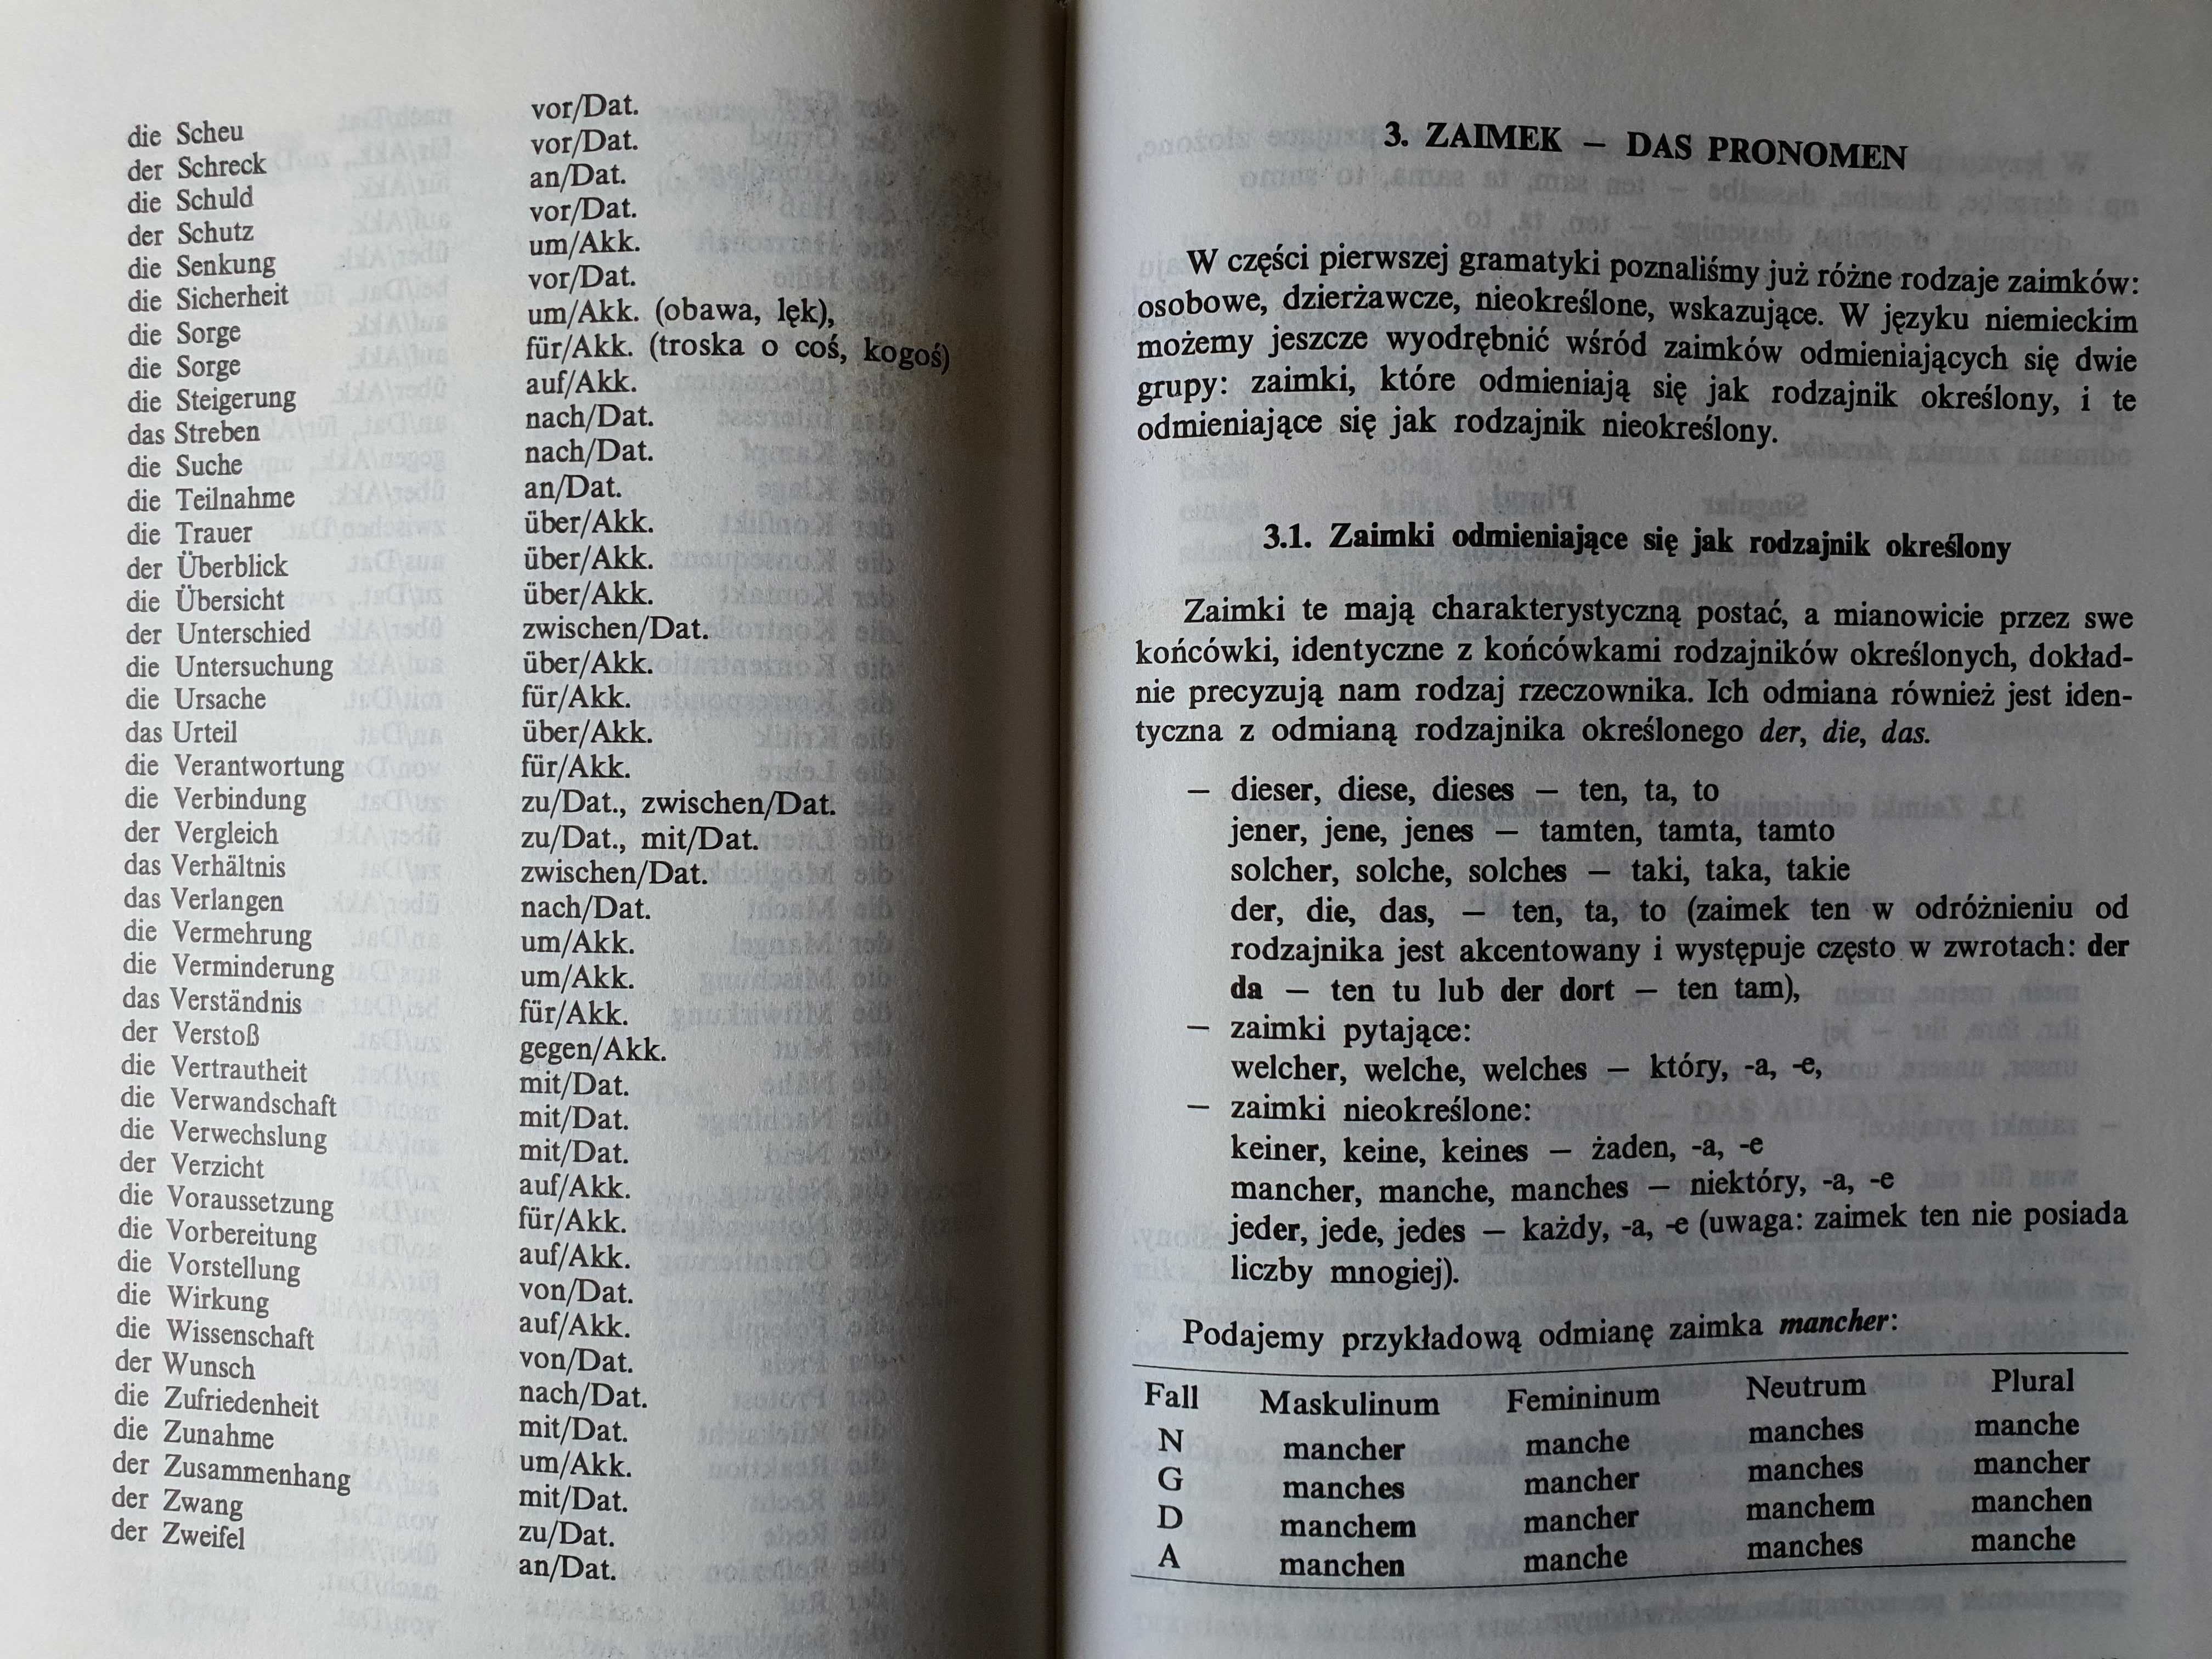 die Scheu vor/Dat.
der Schreck vor/Dat.
die Schuld an/Dat.
der Schutz vor/Dat.
die Senkung um/Akk.
die Sicherheit vor/Dat.
die Sorge um/Akk. (obawa, lęk),
die Sorge für/Akk. (troska o coś, kogoś)
die Steigerung auf/Akk.
das Streben nach/Dat.
die Suche nach/Dat.
die Teilnahme an/Dat.
die Trauer über/Akk.
der Überblick über/Akk.
die Übersicht über/Akk.
der Unterschied zwischen/Dat.
die Untersuchung über/Akk.
die Ursache für/Akk.
das Urteil über/Akk.
die Verantwortung für/Akk.
die Verbindung zu/Dat., zwischen/Dat.
der Vergleich zu/Dat., mit/Dat.
das Verhältnis zwischen/Dat.
das Verlangen nach/Dat.
die Vermehrung um/Akk.
die Verminderung um/Akk.
das Verständnis für/Akk.
der Verstoß gegen/Akk.
die Vertrautheit mit/Dat.
die Verwandschaft mit/Dat.
die Verwechslung mit/Dat.
der Verzicht auf/Akk.
die Voraussetzung für/Akk.
die Vorbereitung auf/Akk.
die Vorstellung von/Dat.
die Wirkung auf/Akk.
die Wissenschaft von/Dat.
der Wunsch nach/Dat.
die Zufriedenheit mit/Dat.
die Zunahme um/Akk.
der Zusammenhang mit/Dat.
der Zwang zu/Dat.
der Zweifel an/Dat.
3. ZAIMEK — DAS PRONOMEN
W części pierwszej gramatyki poznaliśmy już różne rodzaje zaimków:
osobowe, dzierżawcze, nieokreślone, wskazujące. W języku niemieckim
możemy jeszcze wyodrębnić wśród zaimków odmieniających się dwie
grupy: zaimki, które odmieniają się jak rodzajnik określony, i te
odmieniające się jak rodzajnik nieokreślony.
3.1. Zaimki odmieniające się jak rodzajnik określony
Zaimki te mają charakterystyczną postać, a mianowicie przez swe
końcówki, identyczne z końcówkami rodzajników określonych, dokład-
nie precyzują nam rodzaj rzeczownika. Ich odmiana również jest iden-
tyczna z odmianą rodzajnika określonego der, die, das.
— dieser, diese, dieses — ten, ta, to
jener, jene, jenes — tamten, tamta, tamto
solcher, solche, solches — taki, taka, takie
der, die, das, — ten, ta, to (zaimek ten w odróżnieniu od
rodzajnika jest akcentowany i występuje często w zwrotach: der
da — ten tu lub der dort — ten tam),
— zaimki pytające:
welcher, welche, welches — który, -a, -e,
— zaimki nieokreślone:
keiner, keine, keines — żaden, -a, -e
mancher, manche, manches — niektóry, -a, -e
jeder, jede, jedes — każdy, -a, -e (uwaga: zaimek ten nie posiada
liczby mnogiej).
Podajemy przykładową odmianę zaimka mancher:
Fall Maskulinum Femininum Neutrum Plural
N mancher manche manches manche
G manches mancher manches mancher
D manchem mancher manchem manchen
A manchen manche manches manche